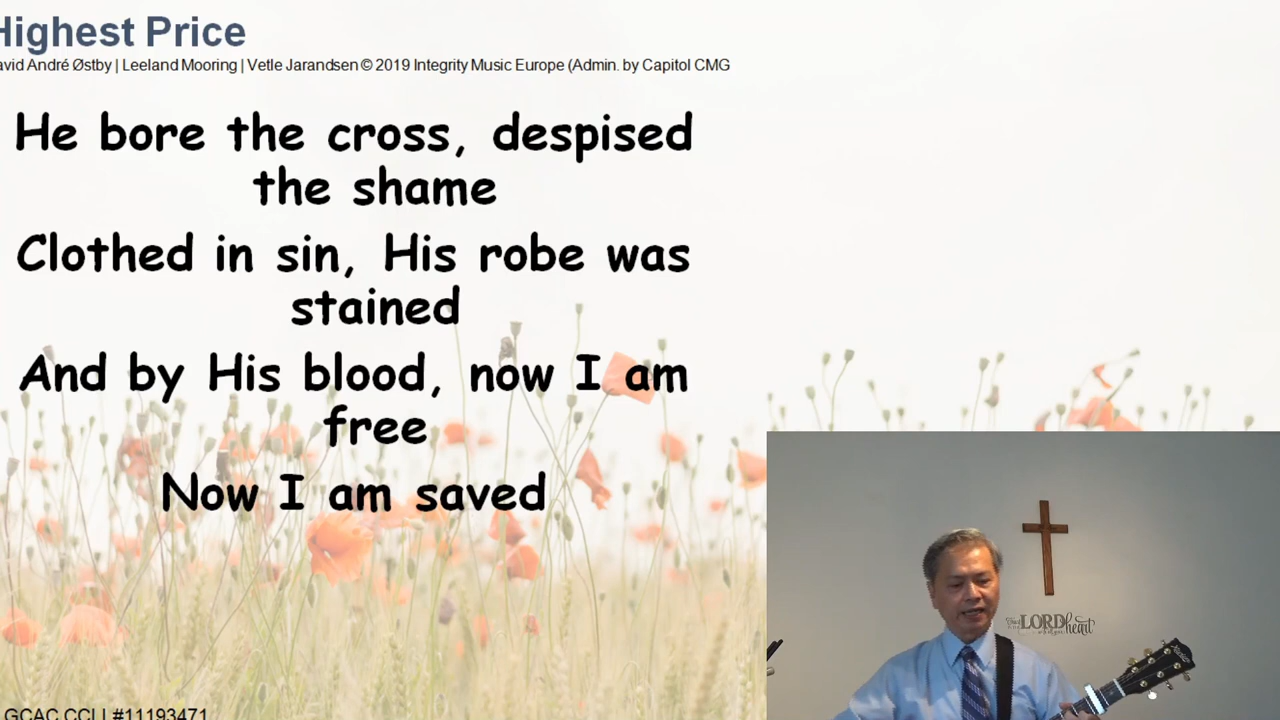 Highest Price
avid André Østby | Leeland Mooring | Vetle Jarandsen © 2019 Integrity Music Europe (Admin. by Capitol CMG
He bore the cross, despised
the shame
Clothed in sin, His robe was
stained
And by His blood, now I am
free
Now I am saved
LORD
heart
GCAC CCLI #11193471